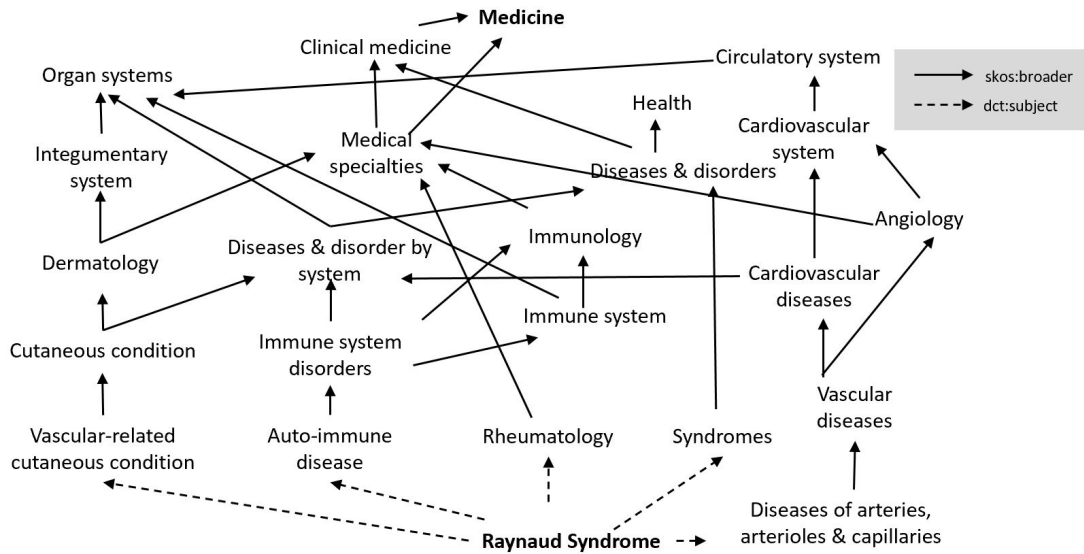 Medicine
Clinical medicine
Circulatory system
Organ systems
skos:broader
Health
dct:subject
Medical
specialties
Cardiovascular
system
Integumentary
system
Diseases & disorders
Angiology
Immunology
Dermatology
Diseases & disorder by
system
Cardiovascular
diseases
Immune system
Cutaneous condition
Immune system
disorders
Vascular
diseases
Vascular-related
cutaneous condition
Auto-immune
disease
Rheumatology
Syndromes
Diseases of arteries,
arterioles & capillaries
Raynaud Syndrome